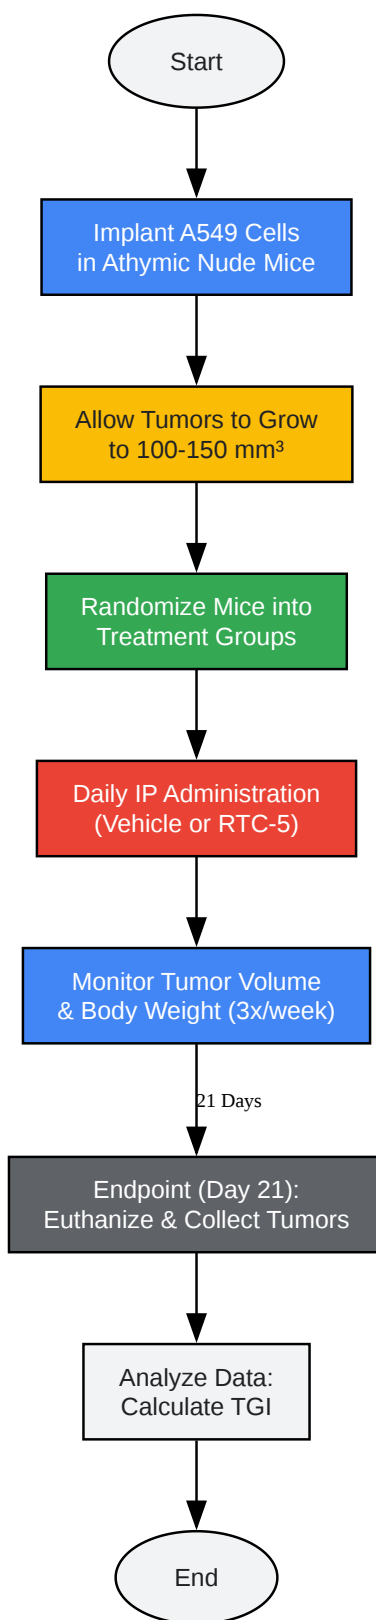 Start
Implant A549 Cells
in Athymic Nude Mice
Allow Tumors to Grow
to 100-150 mm³
Randomize Mice into
Treatment Groups
Daily IP Administration
(Vehicle or RTC-5)
Monitor Tumor Volume
& Body Weight (3x/week)
21 Days
Endpoint (Day 21):
Euthanize & Collect Tumors
Analyze Data:
Calculate TGI
End